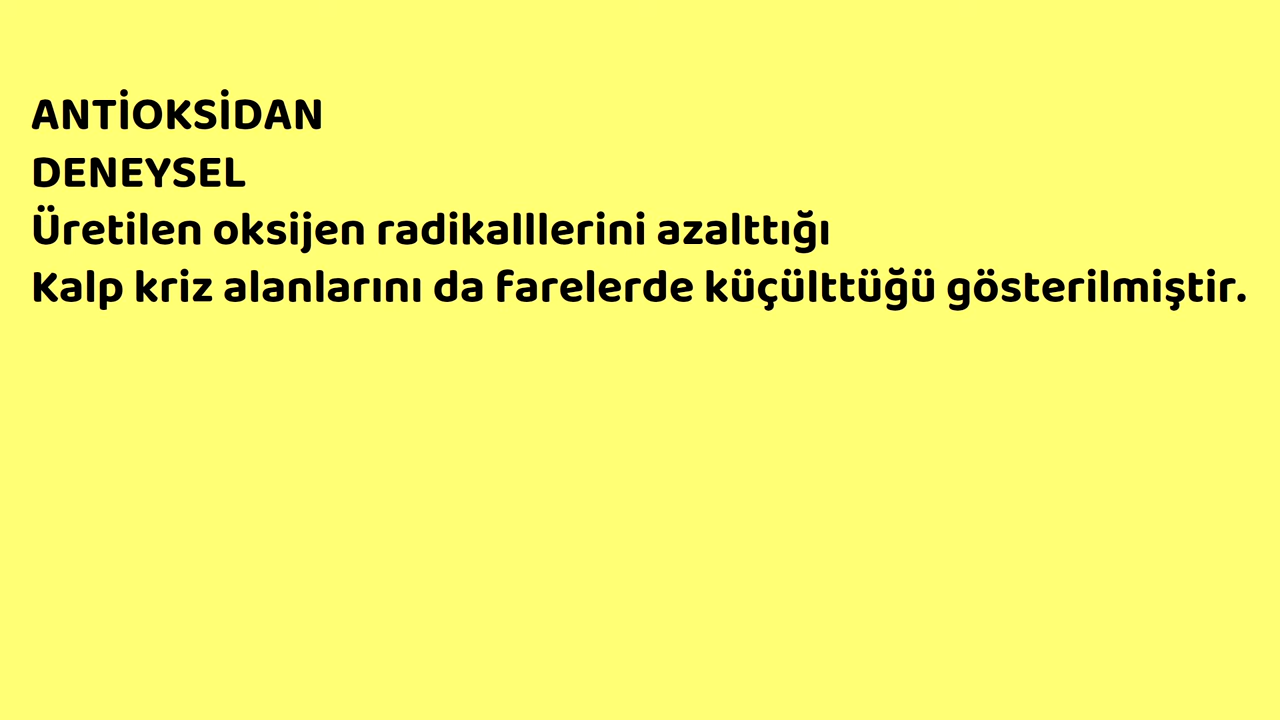 ANTİOKSİDAN
DENEYSEL
Üretilen oksijen radikalllerini azalttığı
Kalp kriz alanlarını da farelerde küçülttüğü gösterilmiştir.